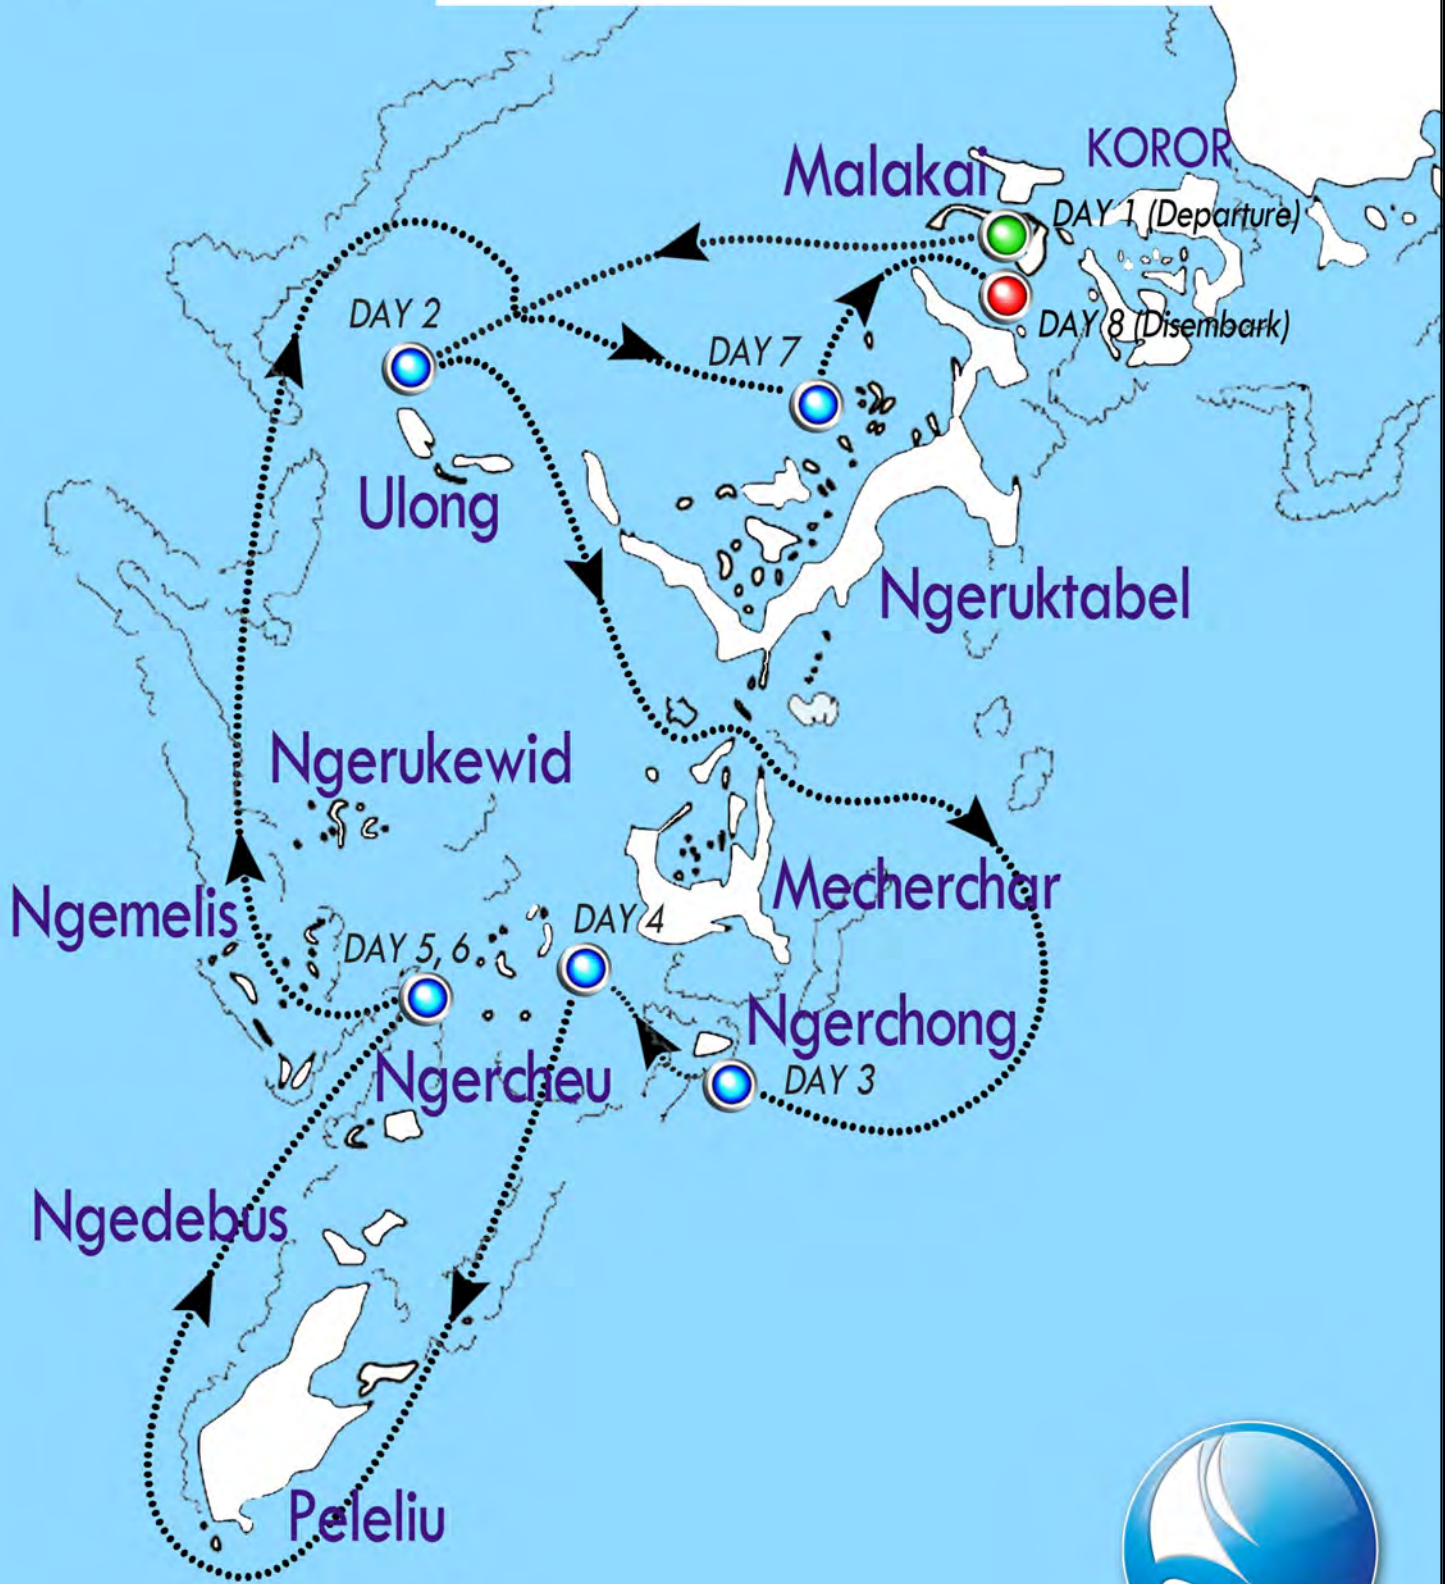 KOROR
Malakai
DAY 1 (Departure)
DAY 2
DAY 8 (Disembark)
DAY 7
Ulong
Ngeruktabel
Ngerukewid
Mecherchar
Ngemelis
DAY 4
DAY 5, 6
Ngerchong
Ngercheu
DAY 3
Ngedebus
Peleliu